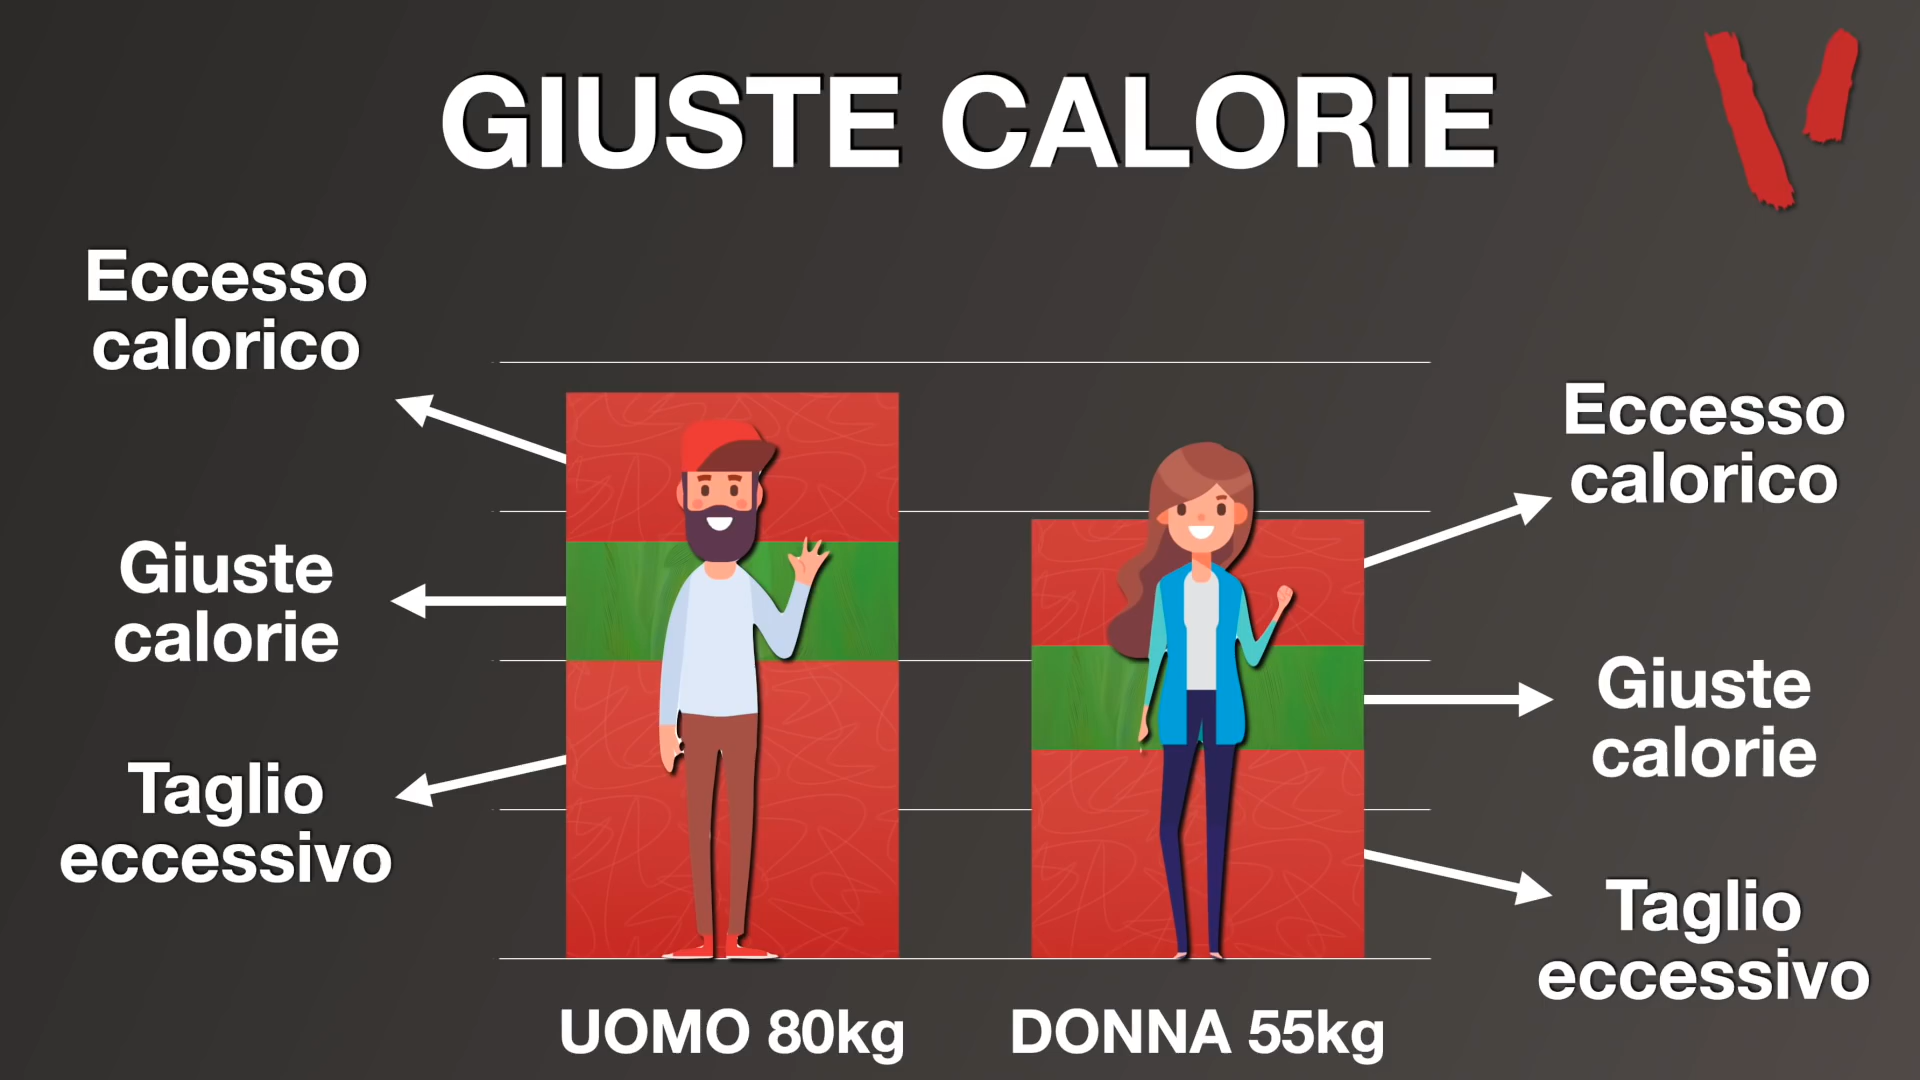 GIUSTE CALORIE
Eccesso
calorico
Giuste
calorie
Taglio
eccessivo
Eccesso
calorico
Giuste
calorie
Taglio
eccessivo
UOMO 80kg
DONNA 55kg